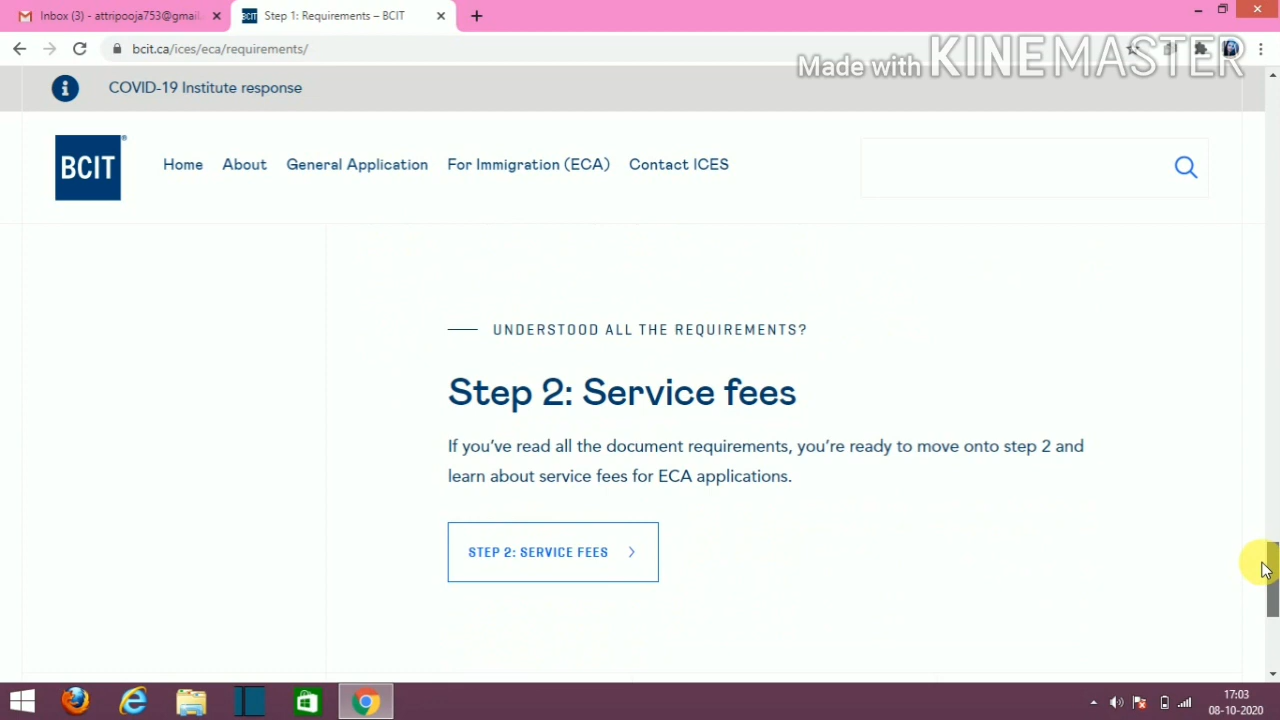 Inbox (3) - attripooja753@gmail.
Step 1: Requirements – BCIT
bcit.ca/ices/eca/requirements/
Made with KINEMASTER
COVID-19 Institute response
BCIT®
Home
About
General Application
For Immigration (ECA)
Contact ICES
UNDERSTOOD ALL THE REQUIREMENTS?
Step 2: Service fees
If you've read all the document requirements, you're ready to move onto step 2 and
learn about service fees for ECA applications.
STEP 2: SERVICE FEES
17:03
08-10-2020